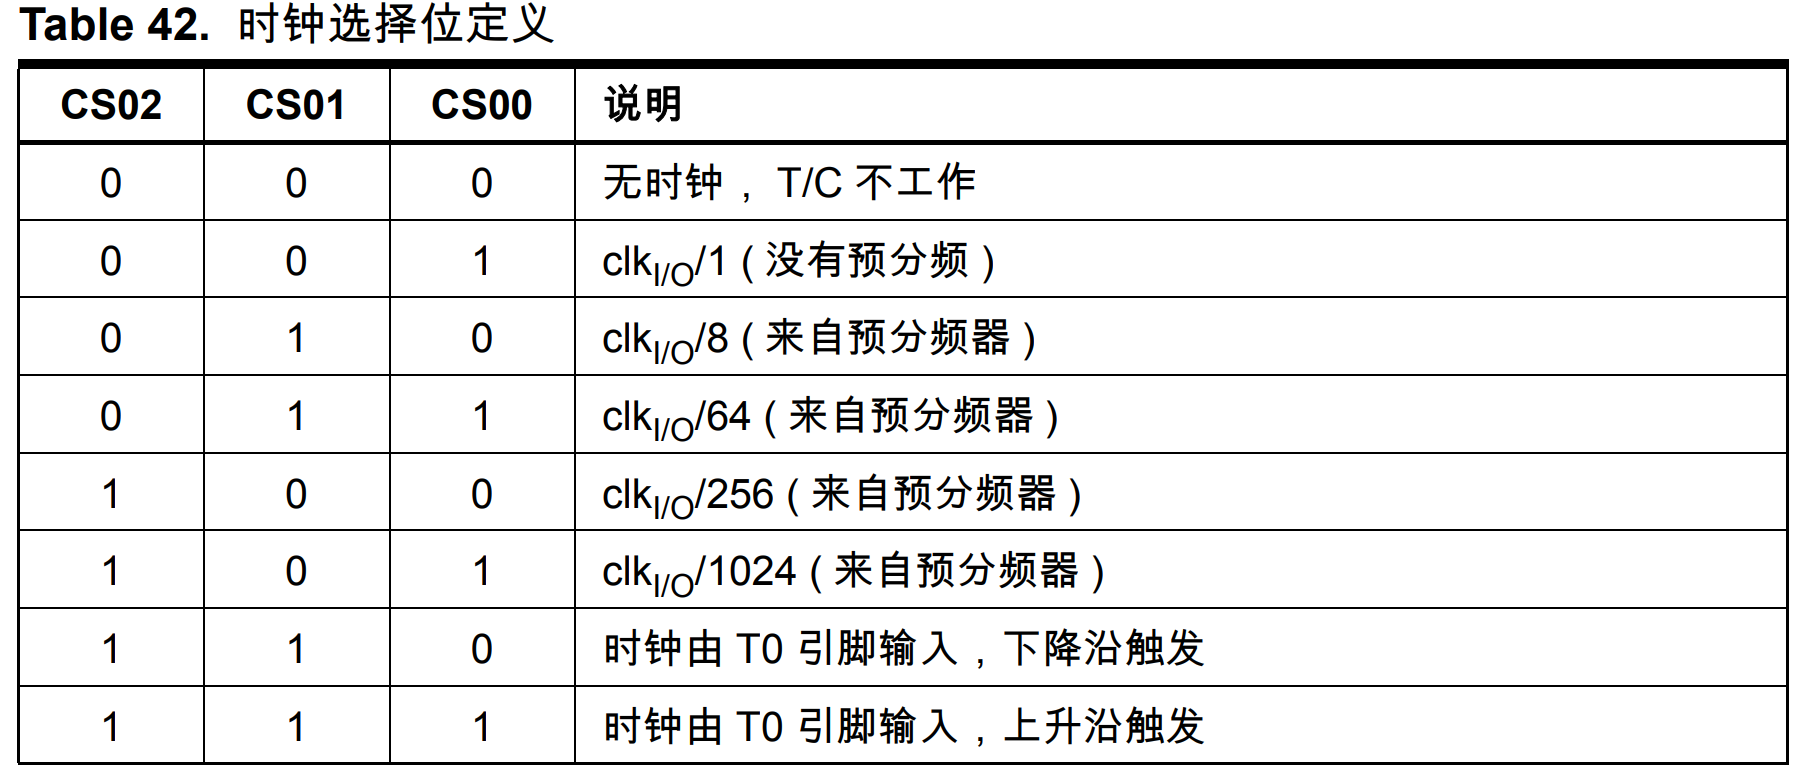 Table 42. 时钟选择位定义
CS02 CS01 CS00 说明
0 0 0 无时钟， T/C 不工作
0 0 1 clkI/O/1 ( 没有预分频 )
0 1 0 clkI/O/8 ( 来自预分频器 )
0 1 1 clkI/O/64 ( 来自预分频器 )
1 0 0 clkI/O/256 ( 来自预分频器 )
1 0 1 clkI/O/1024 ( 来自预分频器 )
1 1 0 时钟由 T0 引脚输入，下降沿触发
1 1 1 时钟由 T0 引脚输入，上升沿触发